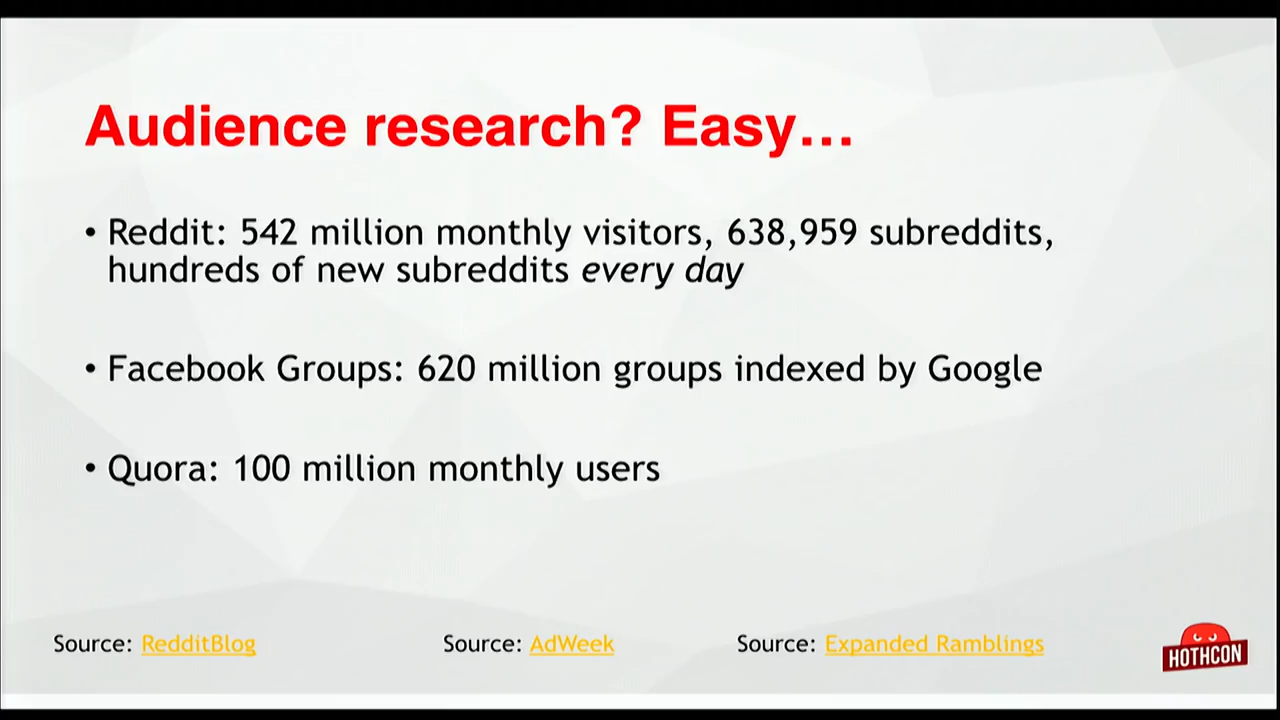 Audience research? Easy…
• Reddit: 542 million monthly visitors, 638,959 subreddits,
hundreds of new subreddits every day
• Facebook Groups: 620 million groups indexed by Google
• Quora: 100 million monthly users
Source: RedditBlog
Source: AdWeek
Source: Expanded Ramblings
HOTHCON